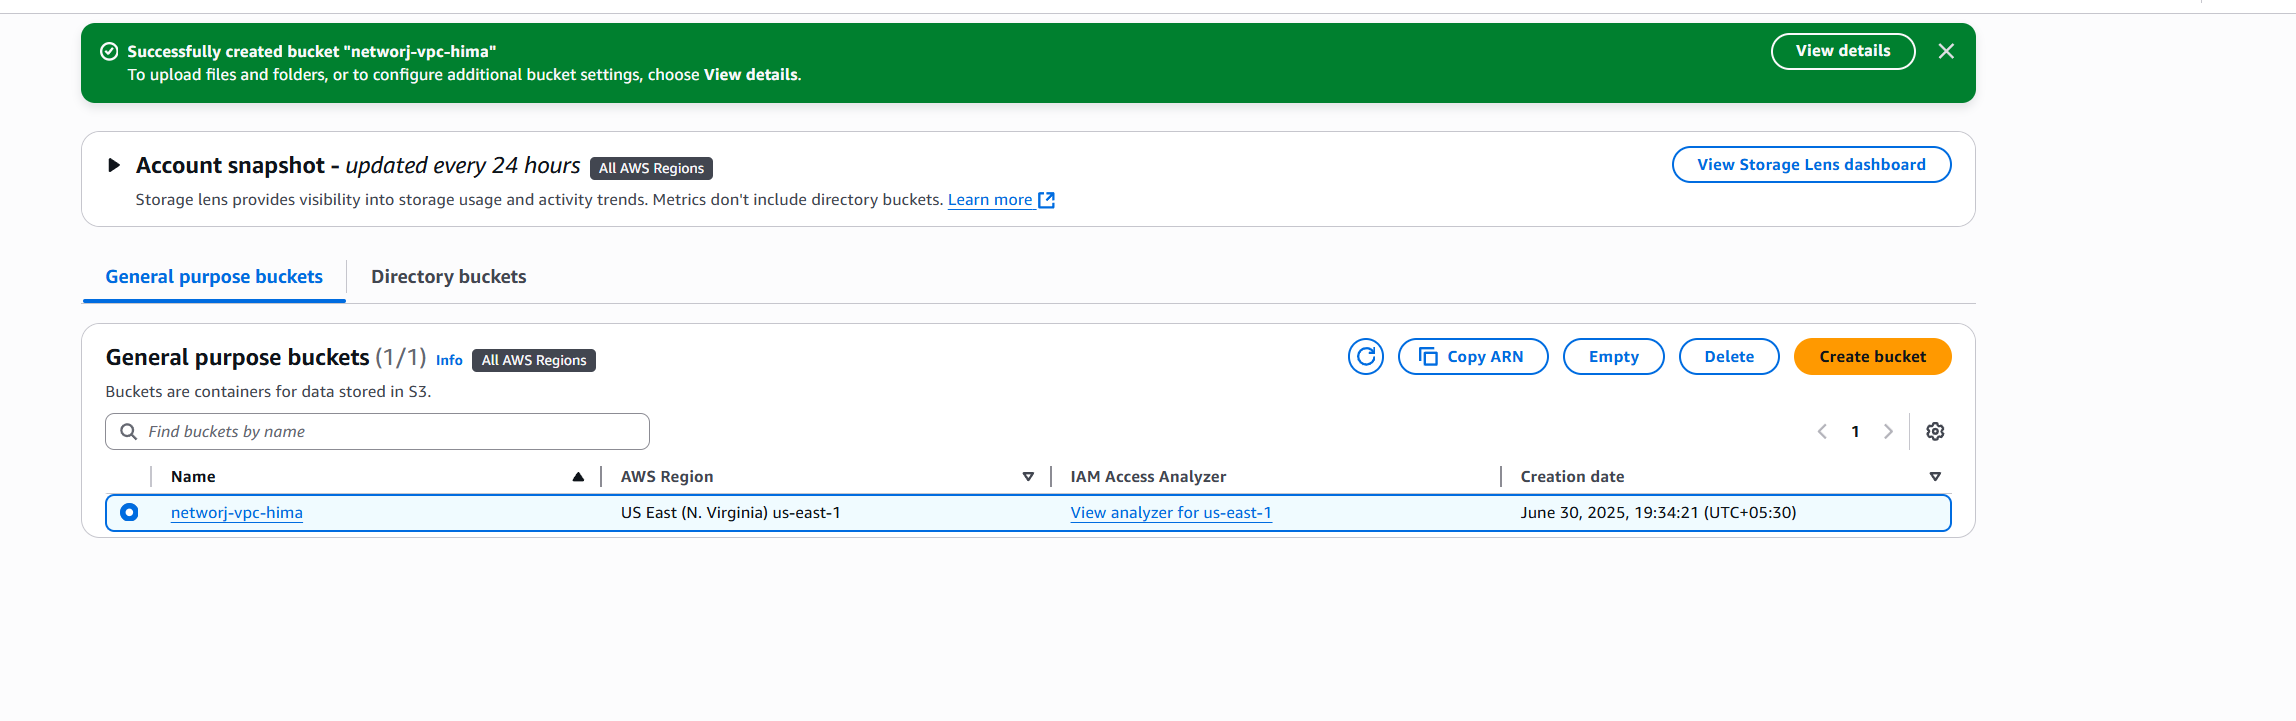 Successfully created bucket "networj-vpc-hima"
View details
To upload files and folders, or to configure additional bucket settings, choose View details.
Account snapshot - updated every 24 hours All AWS Regions
View Storage Lens dashboard
Storage lens provides visibility into storage usage and activity trends. Metrics don't include directory buckets. Learn more
General purpose buckets Directory buckets
General purpose buckets (1/1) Info All AWS Regions
Copy ARN Empty Delete Create bucket
Buckets are containers for data stored in S3.
Find buckets by name
1
Name AWS Region IAM Access Analyzer Creation date
networj-vpc-hima US East (N. Virginia) us-east-1 View analyzer for us-east-1 June 30, 2025, 19:34:21 (UTC+05:30)